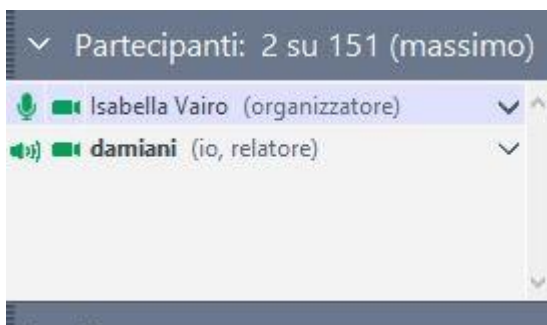 Partecipanti: 2 su 151 (massimo)
Isabella Vairo (organizzatore)
damiani (io, relatore)